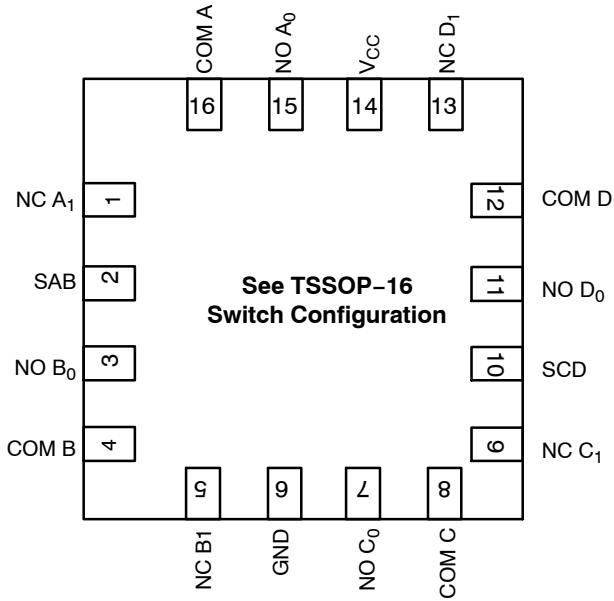 COM A
NO A₀
VCC
NC D₁
16
15
14
13
NC A₁
1
12
COM D
SAB
2
See TSSOP–16
Switch Configuration
11
NO D₀
NO B₀
3
10
SCD
COM B
4
9
NC C₁
5
6
7
8
NC B1
GND
NO C₀
COM C